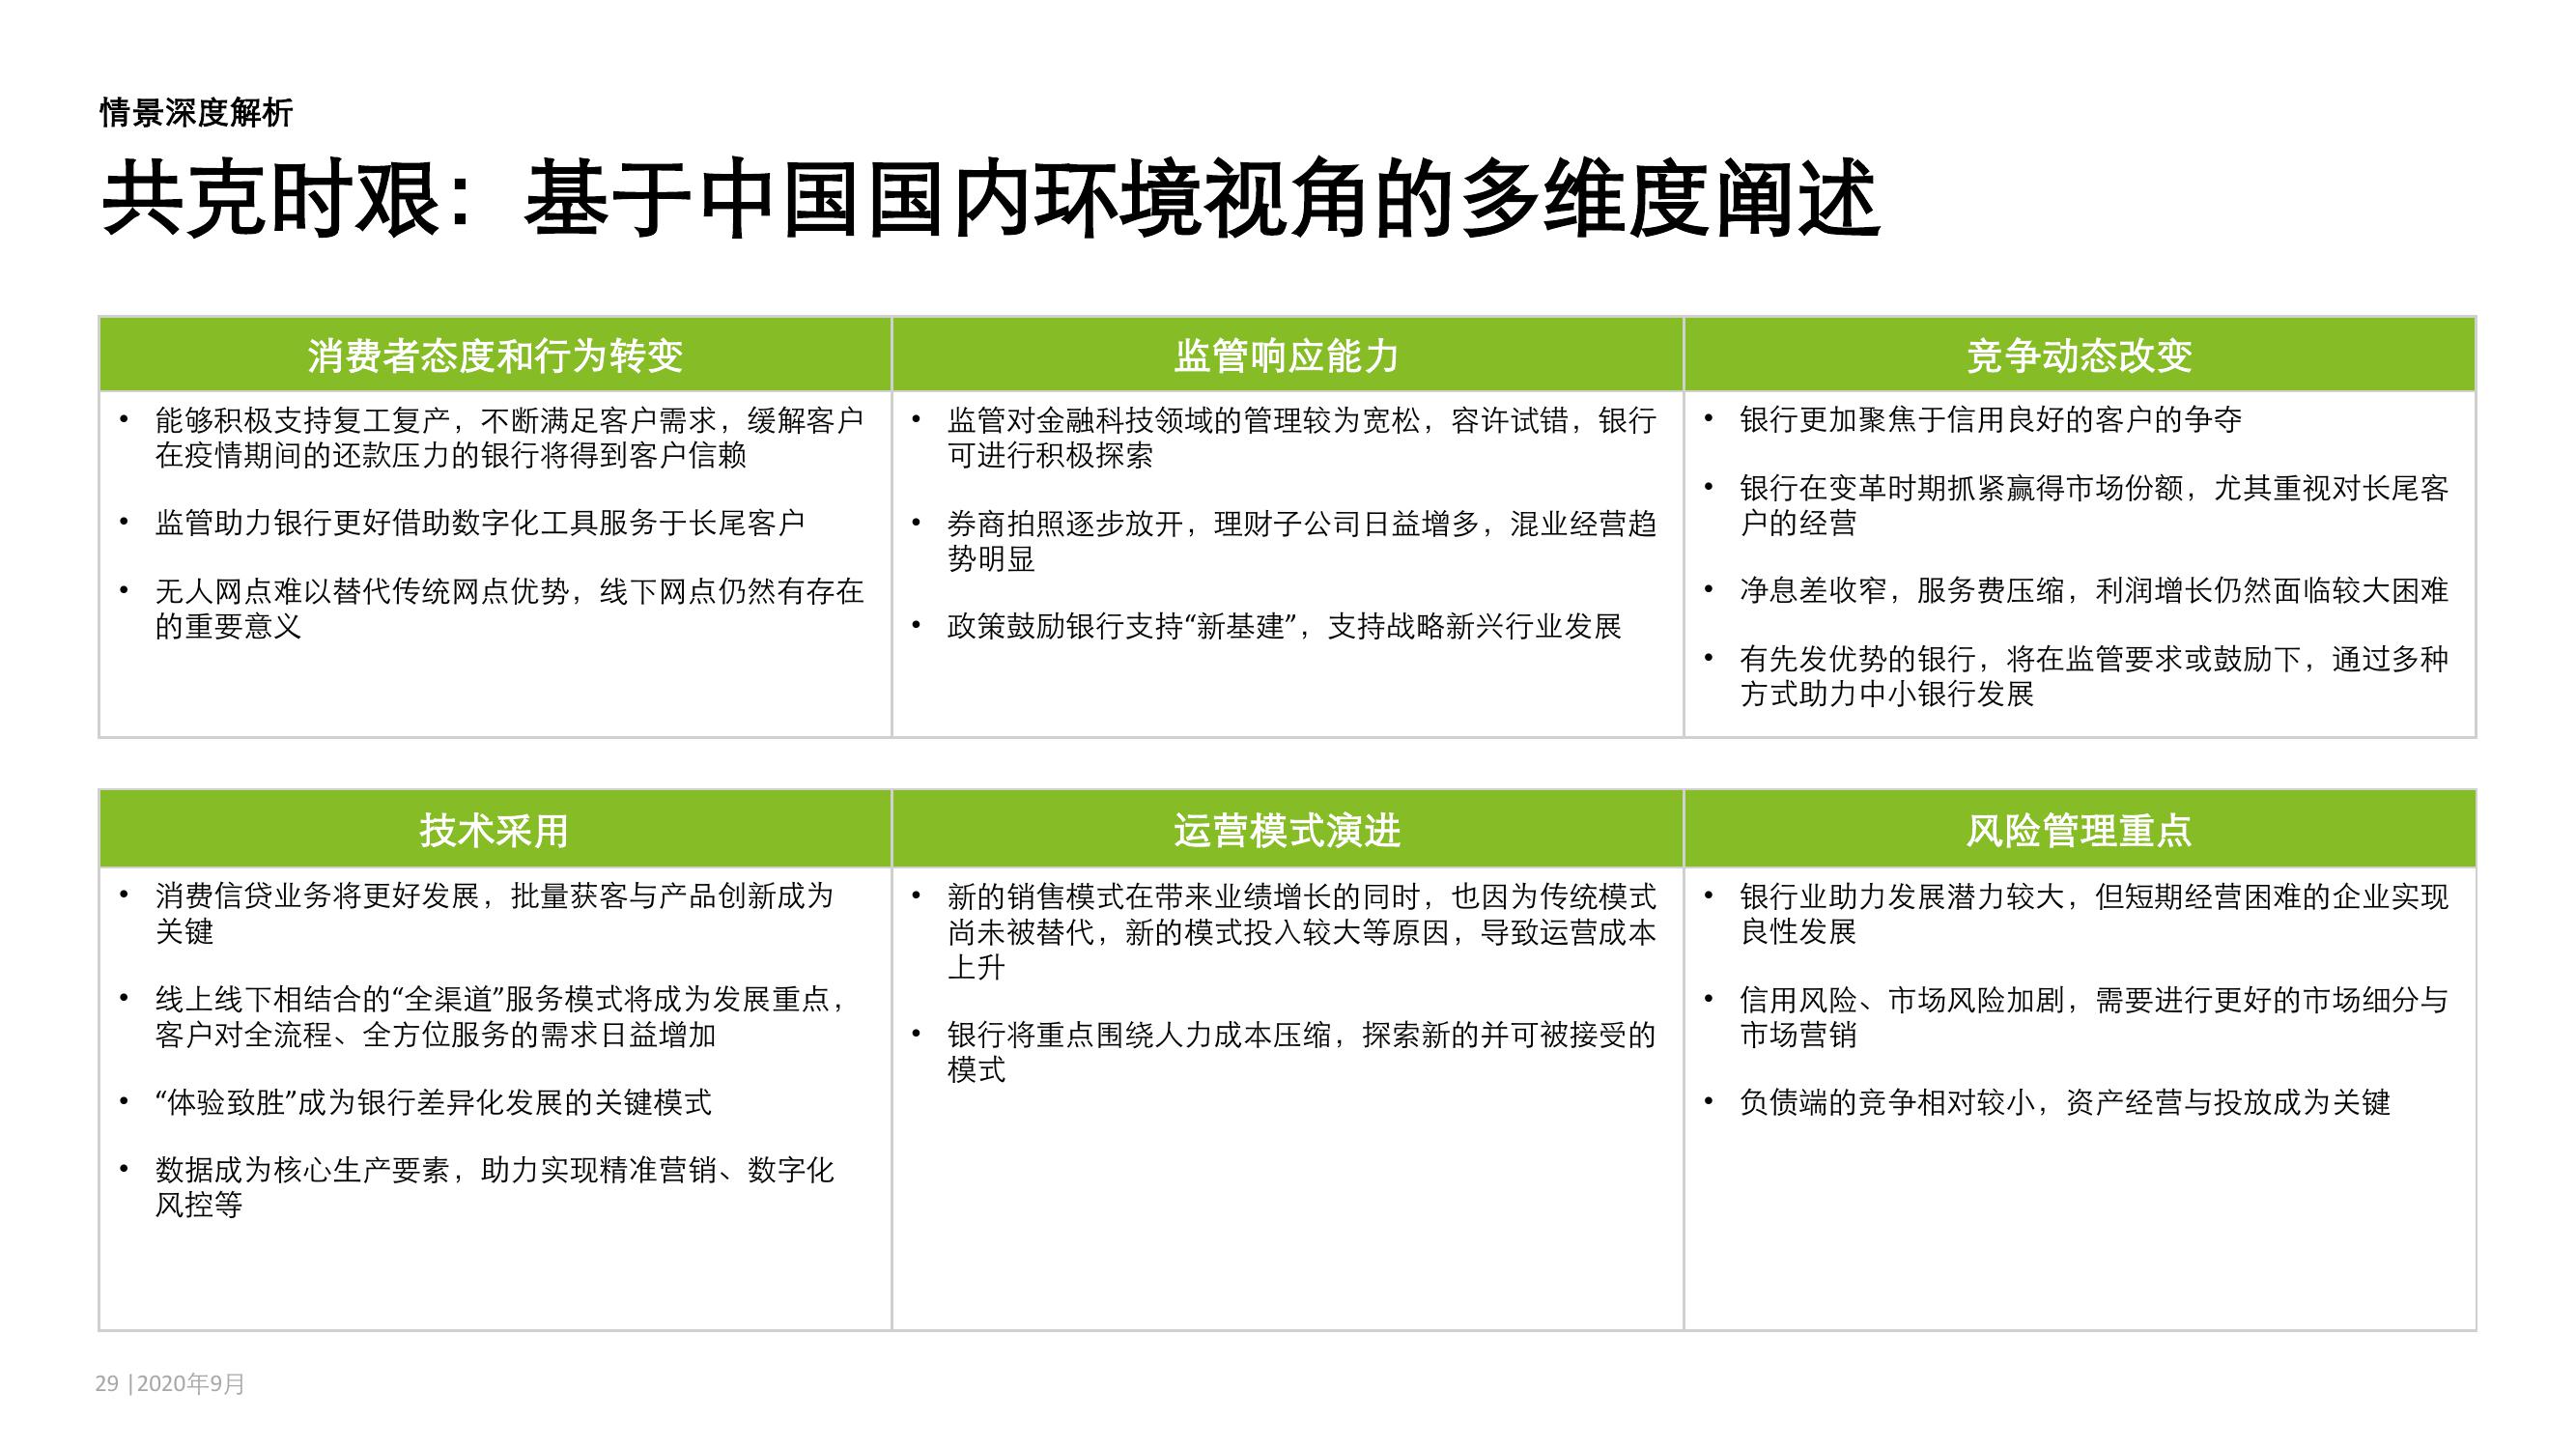 情景深度解析
共克时艰：基于中国国内环境视角的多维度阐述
消费者态度和行为转变
• 能够积极支持复工复产，不断满足客户需求，缓解客户
在疫情期间的还款压力的银行将得到客户信赖
• 监管助力银行更好借助数字化工具服务于长尾客户
• 无人网点难以替代传统网点优势，线下网点仍然有存在
的重要意义
监管响应能力
• 监管对金融科技领域的管理较为宽松，容许试错，银行
可进行积极探索
• 券商拍照逐步放开，理财子公司日益增多，混业经营趋
势明显
• 政策鼓励银行支持“新基建”，支持战略新兴行业发展
竞争动态改变
• 银行更加聚焦于信用良好的客户的争夺
• 银行在变革时期抓紧赢得市场份额，尤其重视对长尾客
户的经营
• 净息差收窄，服务费压缩，利润增长仍然面临较大困难
• 有先发优势的银行，将在监管要求或鼓励下，通过多种
方式助力中小银行发展
技术采用
• 消费信贷业务将更好发展，批量获客与产品创新成为
关键
• 线上线下相结合的“全渠道”服务模式将成为发展重点，
客户对全流程、全方位服务的需求日益增加
• “体验致胜”成为银行差异化发展的关键模式
• 数据成为核心生产要素，助力实现精准营销、数字化
风控等
运营模式演进
• 新的销售模式在带来业绩增长的同时，也因为传统模式
尚未被替代，新的模式投入较大等原因，导致运营成本
上升
• 银行将重点围绕人力成本压缩，探索新的并可被接受的
模式
风险管理重点
• 银行业助力发展潜力较大，但短期经营困难的企业实现
良性发展
• 信用风险、市场风险加剧，需要进行更好的市场细分与
市场营销
• 负债端的竞争相对较小，资产经营与投放成为关键
29 |2020年9月